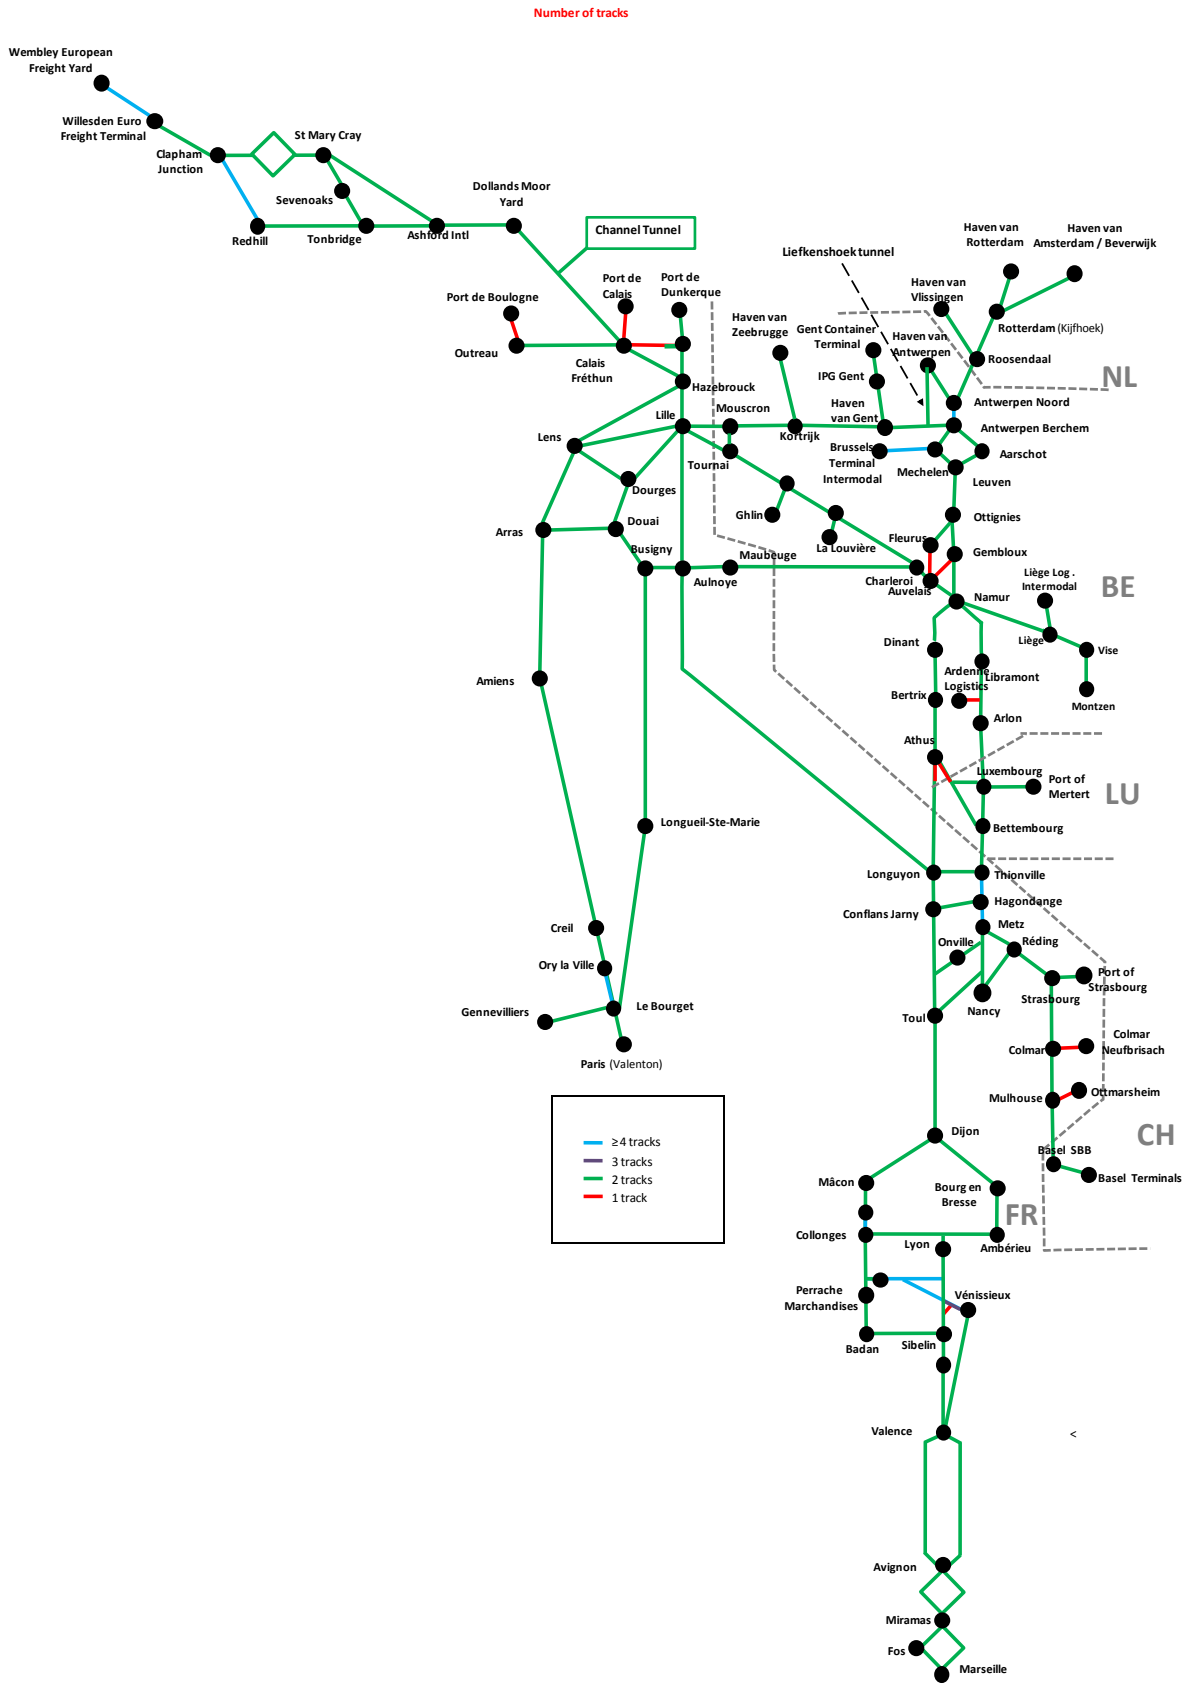 Number of tracks
Wembley European
Freight Yard
Willesden Euro
Freight Terminal
Clapham
Junction
St Mary Cray
Sevenoaks
Redhill
Tonbridge
Ashford Intl
Dollands Moor
Yard
Channel Tunnel
Liefkenshoek tunnel
Haven van
Rotterdam
Haven van
Amsterdam / Beverwijk
Haven van
Vlissingen
Rotterdam (Kijfhoek)
Roosendaal
NL
Port de Boulogne
Outreau
Port de
Calais
Port de
Dunkerque
Calais
Fréthun
Hazebrouck
Haven van
Zeebrugge
Gent Container
Terminal
IPG Gent
Haven
van Gent
Haven van
Antwerpen
Antwerpen Noord
Antwerpen Berchem
Lille
Mouscron
Kortrijk
Tournai
Brussels
Terminal
Intermodal
Mechelen
Aarschot
Leuven
Lens
Dourges
Douai
Arras
Busigny
Aulnoye
Maubeuge
Ghlin
La Louvière
Ottignies
Fleurus
Gembloux
Charleroi
Auvelais
Namur
Liège Log .
Intermodal
BE
Liège
Vise
Montzen
Dinant
Ardenne
Logistics
Libramont
Bertrix
Arlon
Athus
Luxembourg
Port of
Mertert
LU
Bettembourg
Amiens
Longueil-Ste-Marie
Longuyon
Thionville
Conflans Jarny
Hagondange
Metz
Onville
Réding
Port of
Strasbourg
Strasbourg
Nancy
Toul
Creil
Ory la Ville
Gennevilliers
Le Bourget
Paris (Valenton)
Colmar
Colmar
Neufbrisach
Mulhouse
Ottmarsheim
CH
Basel SBB
Basel Terminals
≥4 tracks
3 tracks
2 tracks
1 track
Dijon
Mâcon
Bourg en
Bresse
FR
Collonges
Lyon
Ambérieu
Perrache
Marchandises
Vénissieux
Badan
Sibelin
Valence
<
Avignon
Miramas
Fos
Marseille